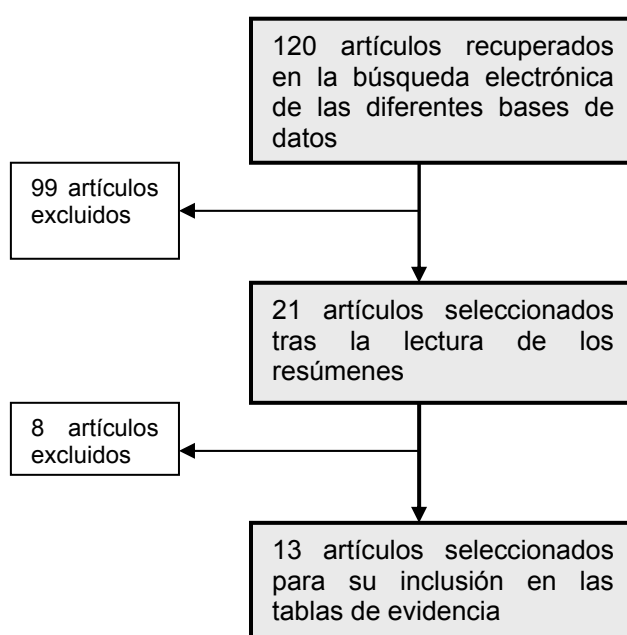 120 artículos recuperados
en la búsqueda electrónica
de las diferentes bases de
datos
99 artículos
excluidos
21 artículos seleccionados
tras la lectura de los
resúmenes
8 artículos
excluidos
13 artículos seleccionados
para su inclusión en las
tablas de evidencia